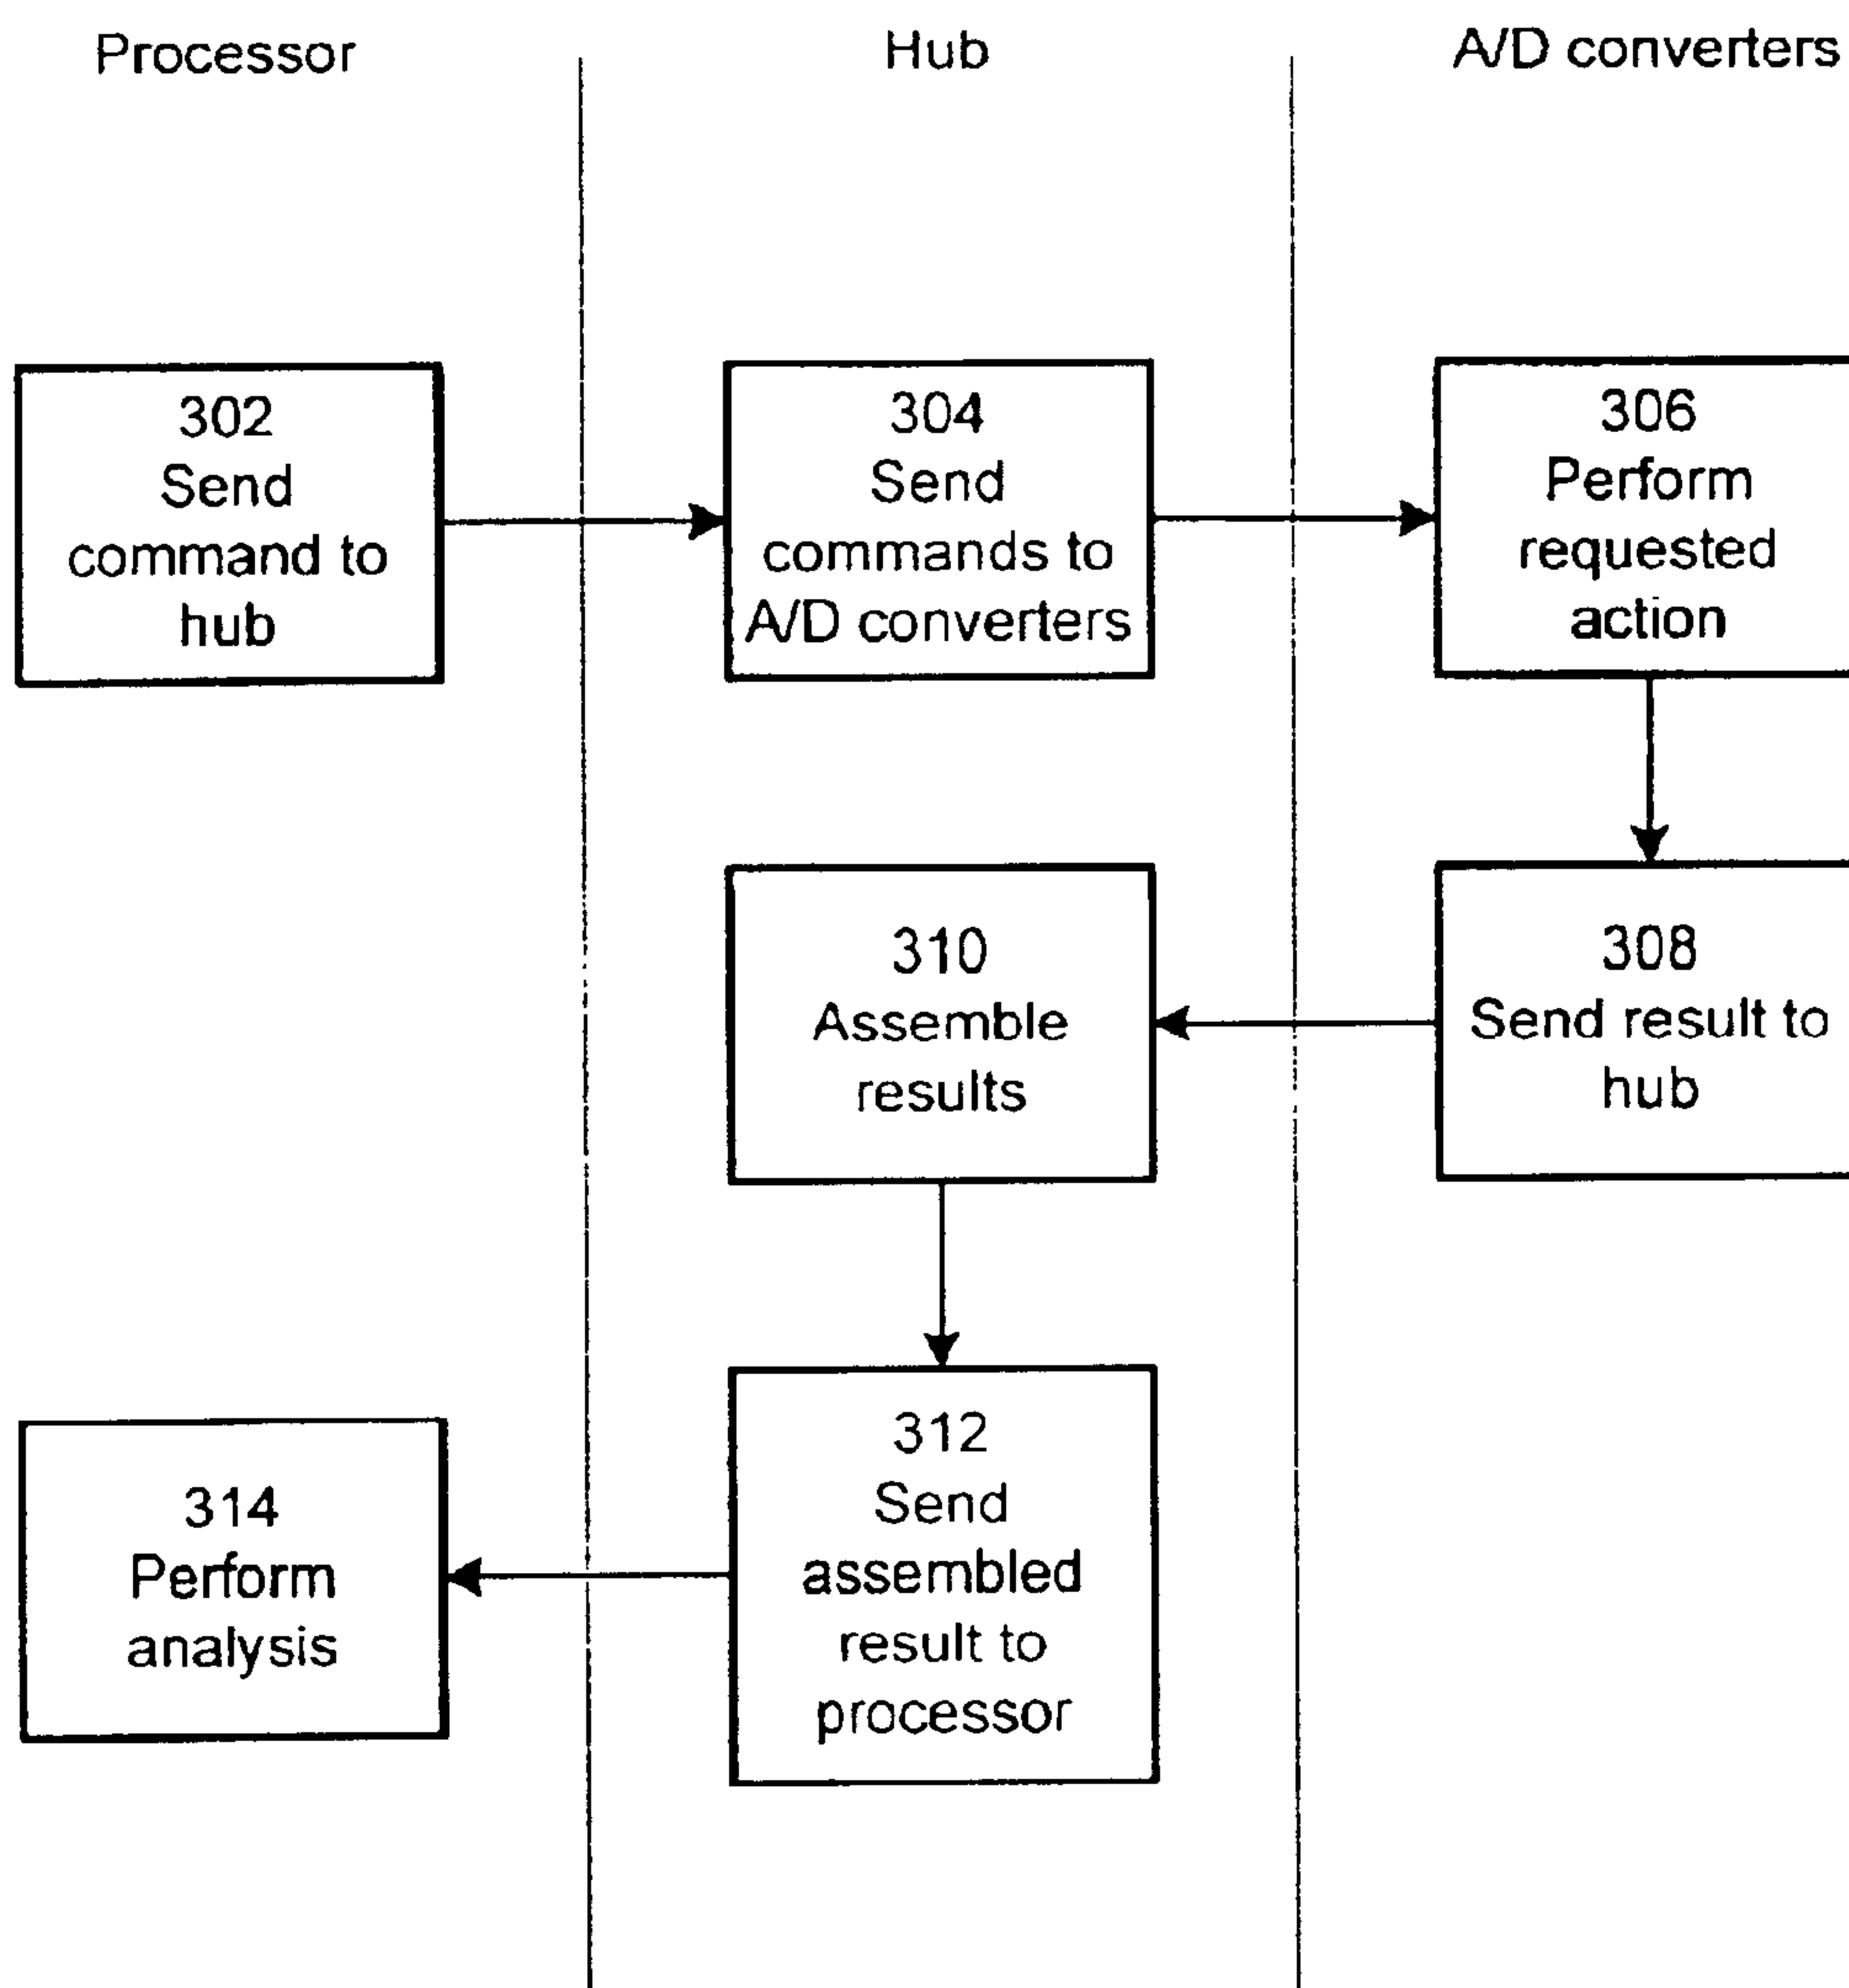 Processor
Hub
A/D converters
302
Send
command to
hub
304
Send
commands to
A/D converters
306
Perform
requested
action
310
Assemble
results
308
Send result to
hub
314
Perform
analysis
312
Send
assembled
result to
processor